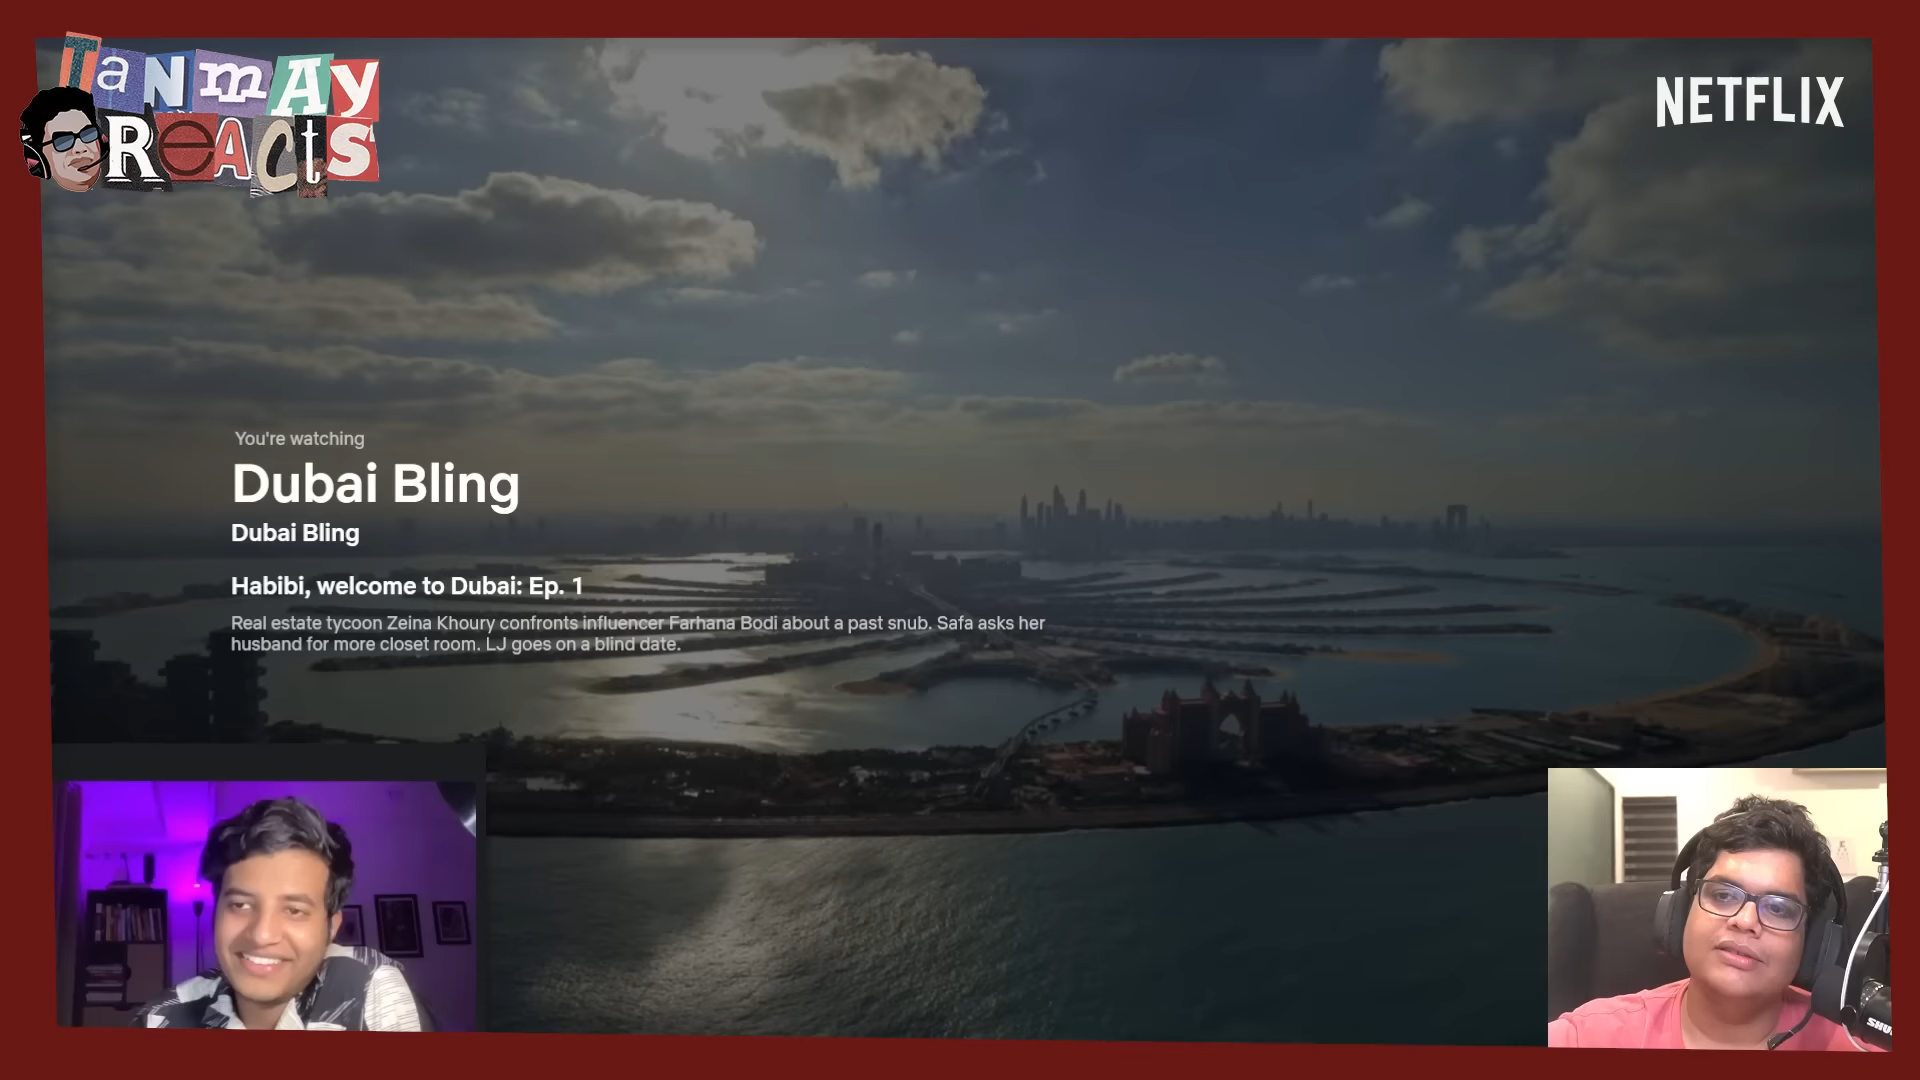 TaNmAy
ReActs
NETFLIX
You're watching
Dubai Bling
Dubai Bling
Habibi, welcome to Dubai: Ep. 1
Real estate tycoon Zeina Khoury confronts influencer Farhana Bodi about a past snub. Safa asks her
husband for more closet room. LJ goes on a blind date.